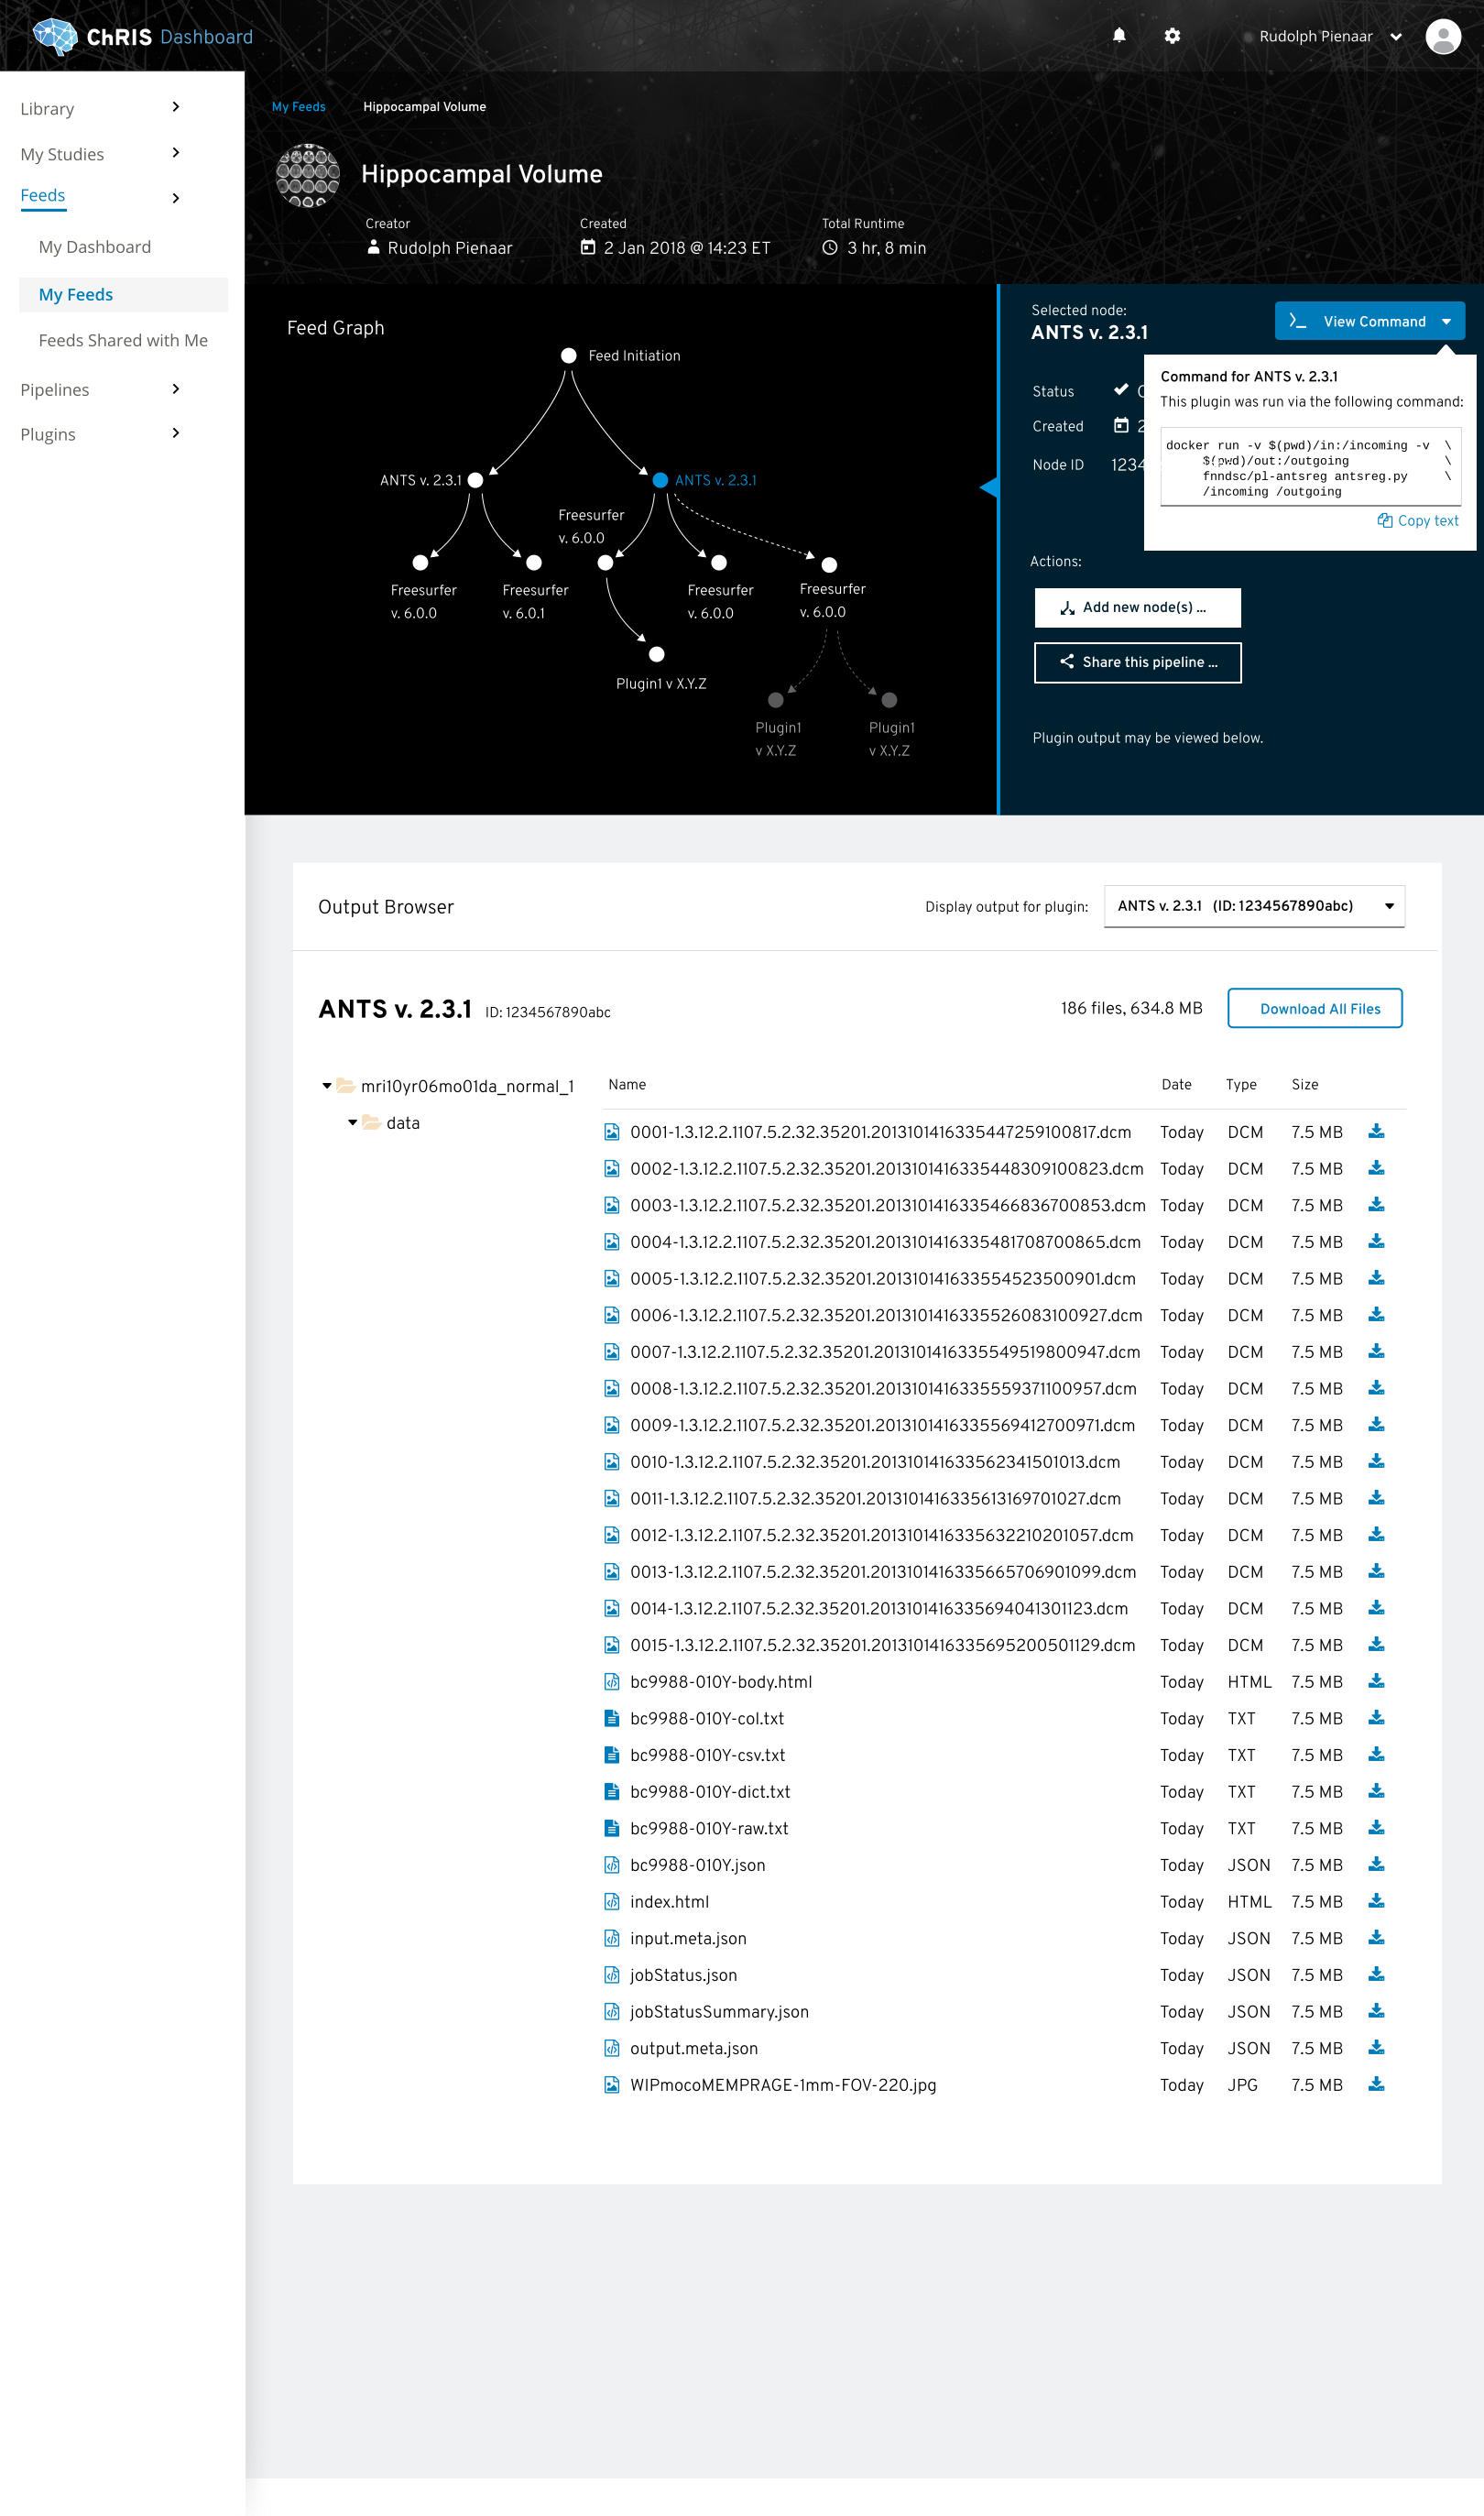 ChRIS Dashboard
Rudolph Pienaar
Library
My Studies
Feeds
My Dashboard
My Feeds
Feeds Shared with Me
Pipelines
Plugins
My Feeds
Hippocampal Volume
Hippocampal Volume
Creator
Rudolph Pienaar
Created
2 Jan 2018 @ 14:23 ET
Total Runtime
3 hr, 8 min
Feed Graph
Feed Initiation
ANTS v. 2.3.1
ANTS v. 2.3.1
Freesurfer
v. 6.0.0
Freesurfer
v. 6.0.0
Freesurfer
v. 6.0.1
Freesurfer
v. 6.0.0
Freesurfer
v. 6.0.0
Plugin1 v X.Y.Z
Plugin1
v X.Y.Z
Plugin1
v X.Y.Z
Selected node:
ANTS v. 2.3.1
View Command
Status
Created
2
Node ID
1234
Command for ANTS v. 2.3.1
This plugin was run via the following command:
docker run -v $(pwd)/in:/incoming -v \
$(pwd)/out:/outgoing \
fnndsc/pl-antsreg antsreg.py \
/incoming /outgoing
Copy text
Actions:
Add new node(s) ...
Share this pipeline ...
Plugin output may be viewed below.
Output Browser
Display output for plugin:
ANTS v. 2.3.1 (ID: 1234567890abc)
ANTS v. 2.3.1 ID: 1234567890abc
186 files, 634.8 MB
Download All Files
mri10yr06mo01da_normal_1
data
Name Date Type Size
0001-1.3.12.2.1107.5.2.32.35201.2013101416335447259100817.dcm Today DCM 7.5 MB
0002-1.3.12.2.1107.5.2.32.35201.2013101416335448309100823.dcm Today DCM 7.5 MB
0003-1.3.12.2.1107.5.2.32.35201.2013101416335466836700853.dcm Today DCM 7.5 MB
0004-1.3.12.2.1107.5.2.32.35201.2013101416335481708700865.dcm Today DCM 7.5 MB
0005-1.3.12.2.1107.5.2.32.35201.201310141633554523500901.dcm Today DCM 7.5 MB
0006-1.3.12.2.1107.5.2.32.35201.2013101416335526083100927.dcm Today DCM 7.5 MB
0007-1.3.12.2.1107.5.2.32.35201.2013101416335549519800947.dcm Today DCM 7.5 MB
0008-1.3.12.2.1107.5.2.32.35201.2013101416335559371100957.dcm Today DCM 7.5 MB
0009-1.3.12.2.1107.5.2.32.35201.2013101416335569412700971.dcm Today DCM 7.5 MB
0010-1.3.12.2.1107.5.2.32.35201.201310141633562341501013.dcm Today DCM 7.5 MB
0011-1.3.12.2.1107.5.2.32.35201.2013101416335613169701027.dcm Today DCM 7.5 MB
0012-1.3.12.2.1107.5.2.32.35201.2013101416335632210201057.dcm Today DCM 7.5 MB
0013-1.3.12.2.1107.5.2.32.35201.2013101416335665706901099.dcm Today DCM 7.5 MB
0014-1.3.12.2.1107.5.2.32.35201.2013101416335694041301123.dcm Today DCM 7.5 MB
0015-1.3.12.2.1107.5.2.32.35201.2013101416335695200501129.dcm Today DCM 7.5 MB
bc9988-010Y-body.html Today HTML 7.5 MB
bc9988-010Y-col.txt Today TXT 7.5 MB
bc9988-010Y-csv.txt Today TXT 7.5 MB
bc9988-010Y-dict.txt Today TXT 7.5 MB
bc9988-010Y-raw.txt Today TXT 7.5 MB
bc9988-010Y.json Today JSON 7.5 MB
index.html Today HTML 7.5 MB
input.meta.json Today JSON 7.5 MB
jobStatus.json Today JSON 7.5 MB
jobStatusSummary.json Today JSON 7.5 MB
output.meta.json Today JSON 7.5 MB
WIPmocoMEMPRAGE-1mm-FOV-220.jpg Today JPG 7.5 MB